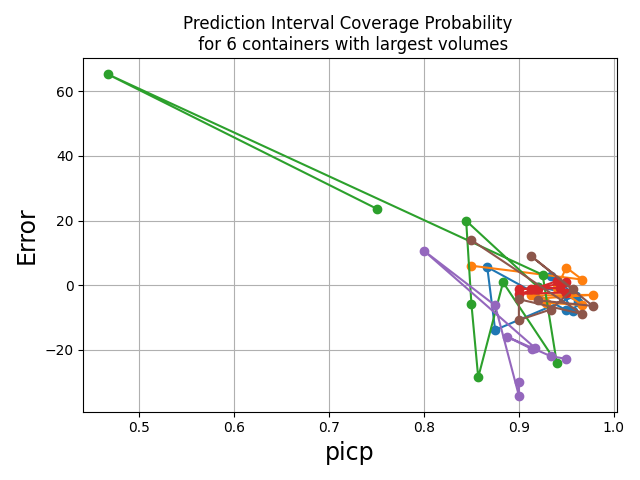 Prediction Interval Coverage Probability
for 6 containers with largest volumes
Error
60
40
20
0
−20
0.5 0.6 0.7 0.8 0.9 1.0
picp